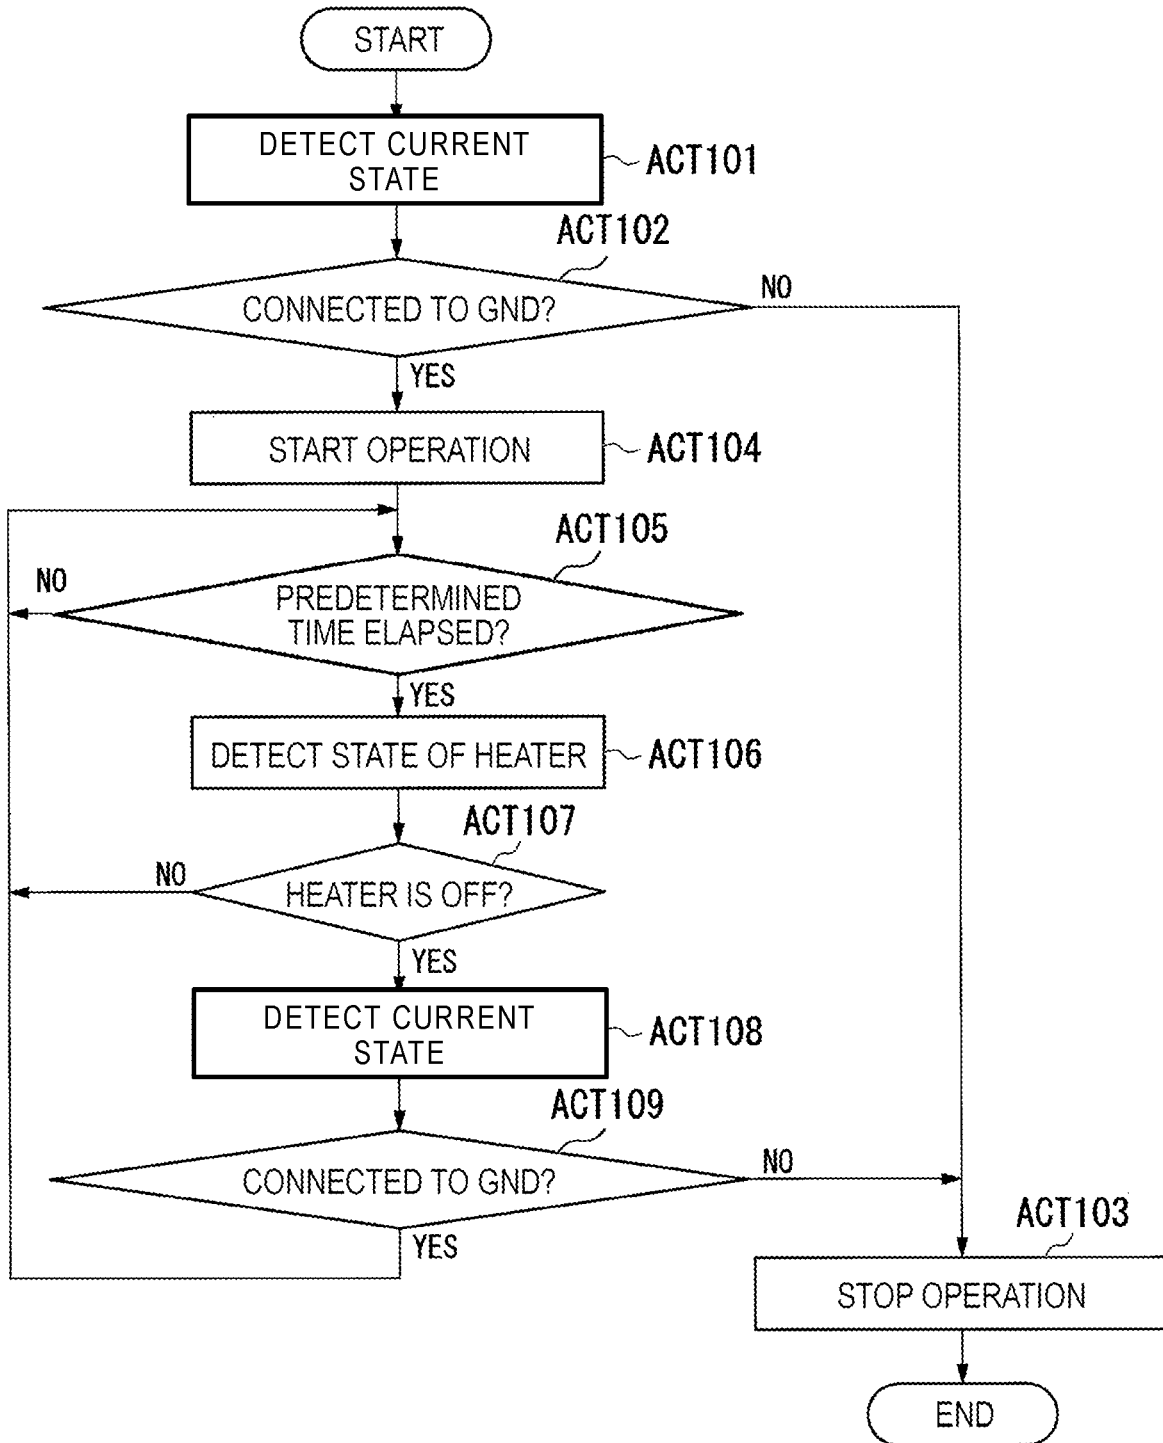 START
DETECT CURRENT
STATE
ACT101
ACT102
CONNECTED TO GND?
NO
YES
START OPERATION
ACT104
ACT105
NO
PREDETERMINED
TIME ELAPSED?
YES
DETECT STATE OF HEATER
ACT106
ACT107
NO
HEATER IS OFF?
YES
DETECT CURRENT
STATE
ACT108
ACT109
CONNECTED TO GND?
NO
YES
ACT103
STOP OPERATION
END